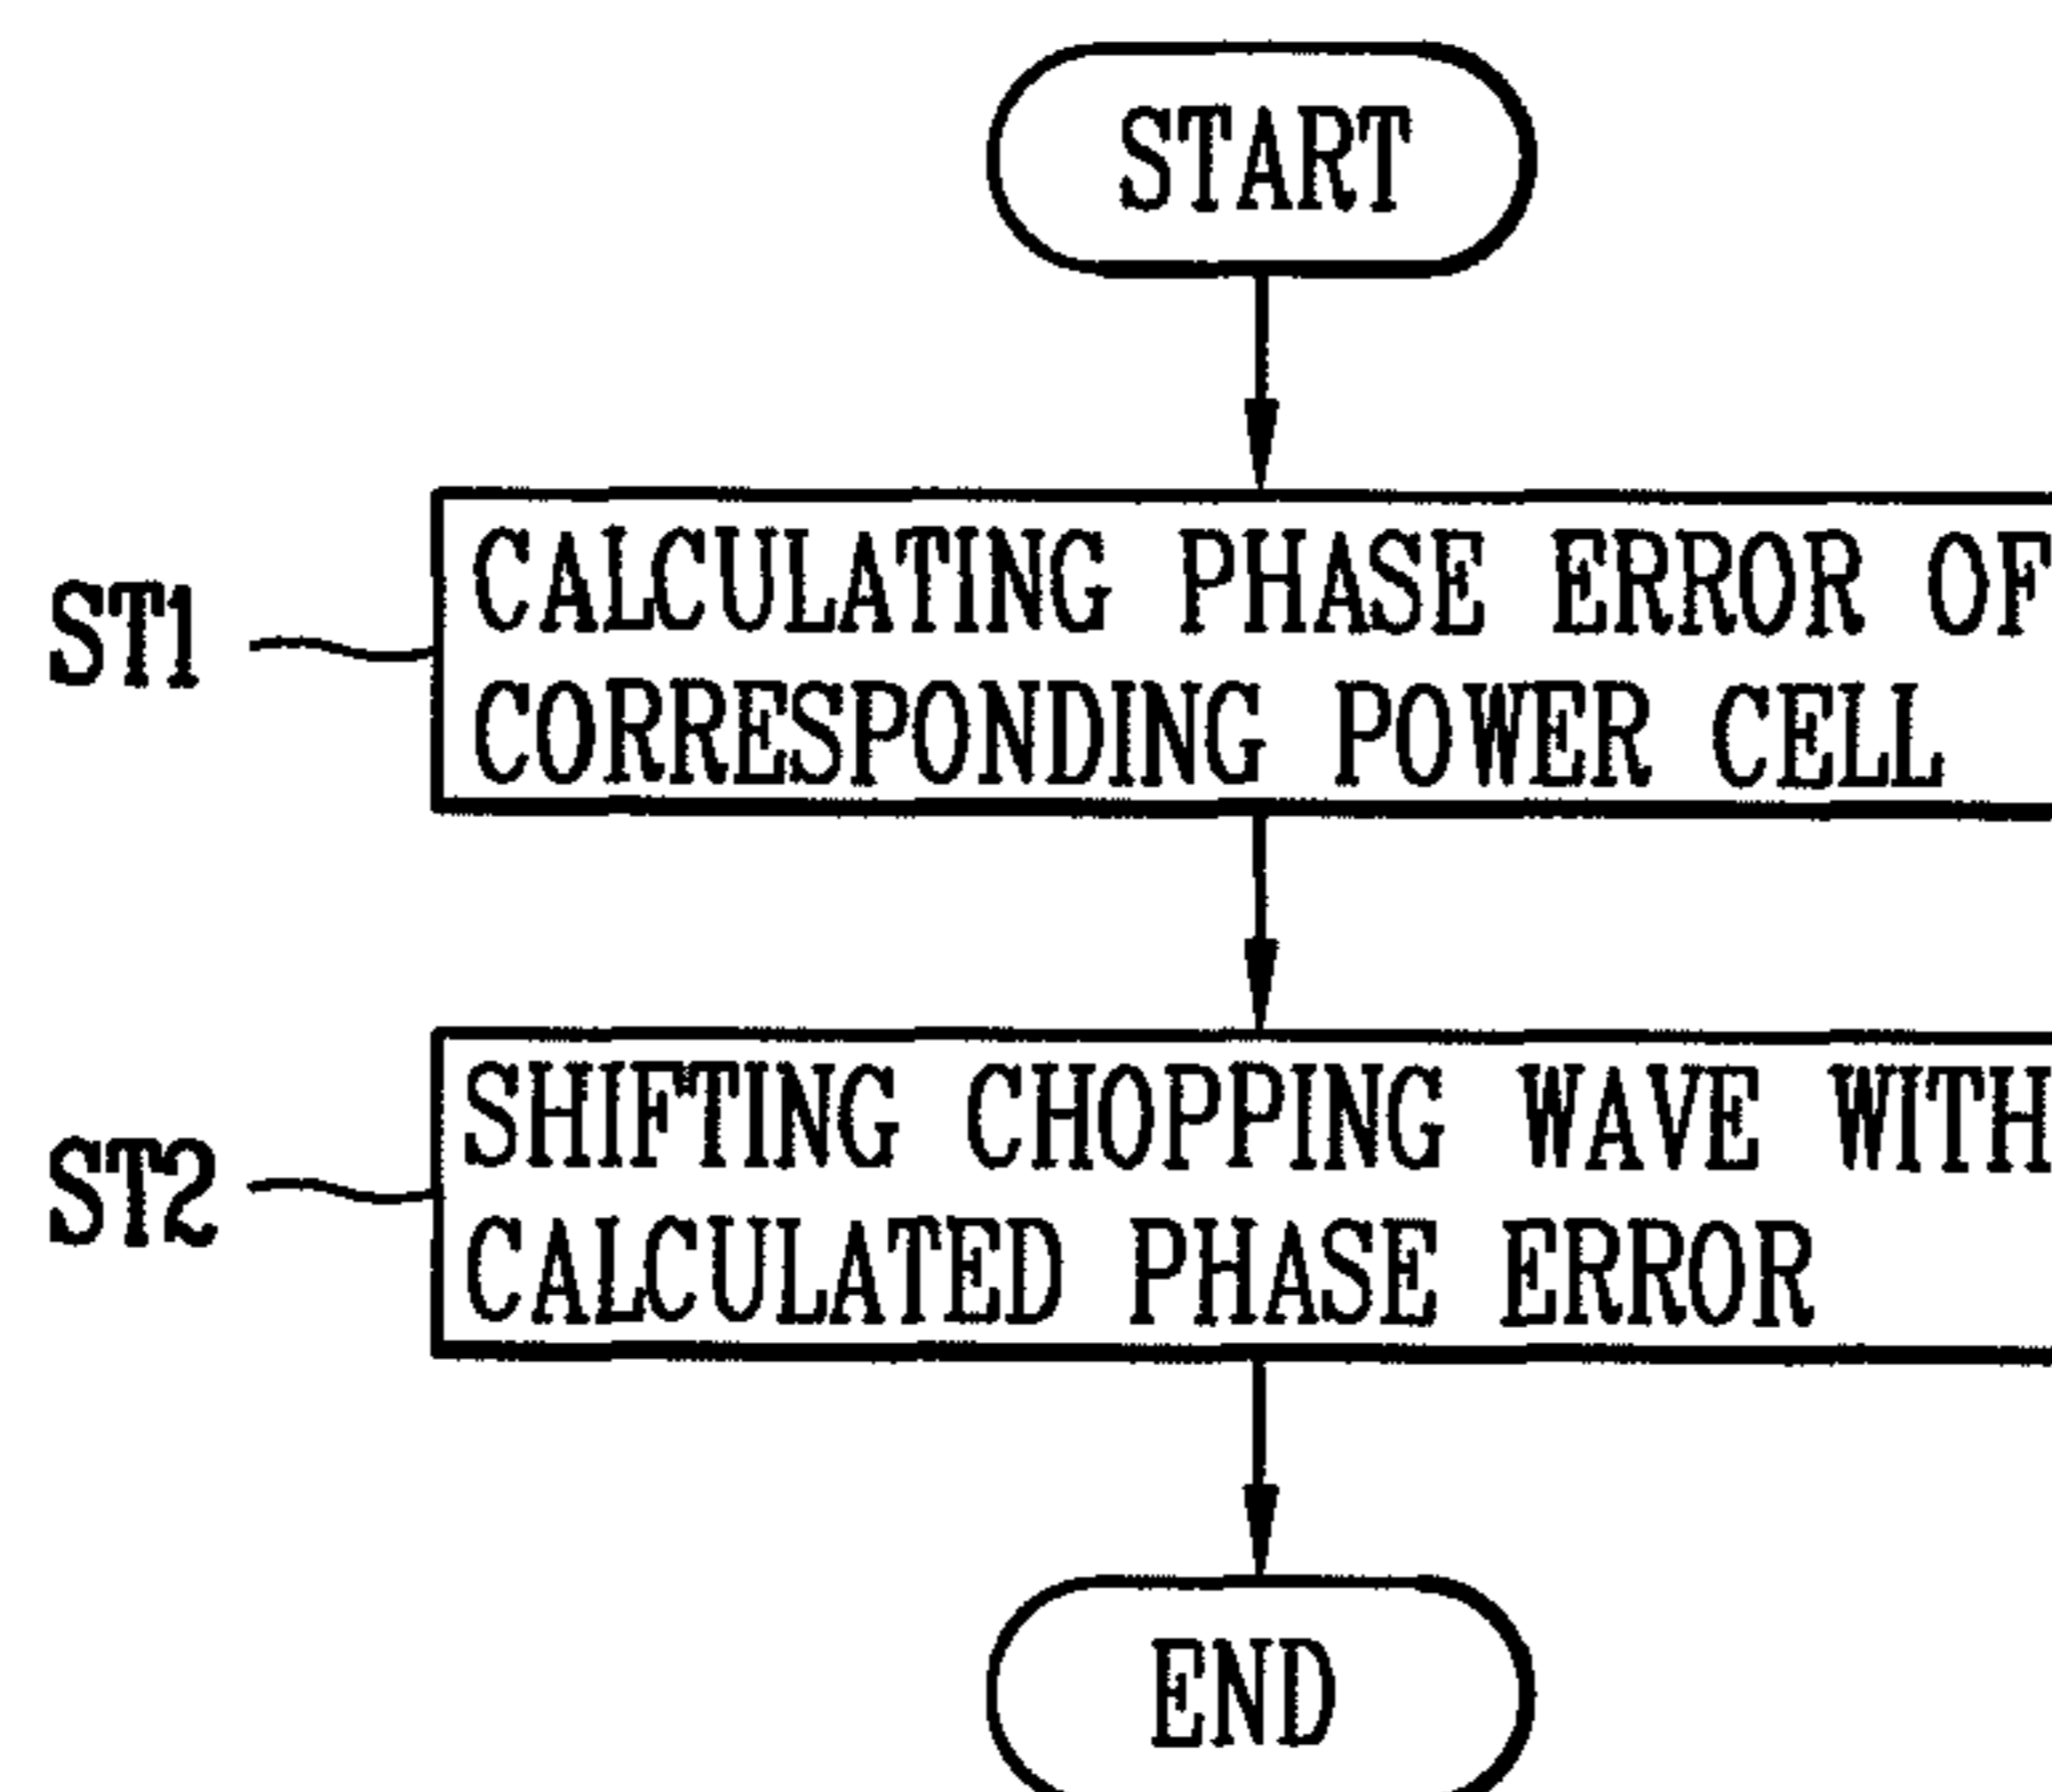 START
ST1
CALCULATING PHASE ERROR OF
CORRESPONDING POWER CELL
ST2
SHIFTING CHOPPING WAVE WITH
CALCULATED PHASE ERROR
END